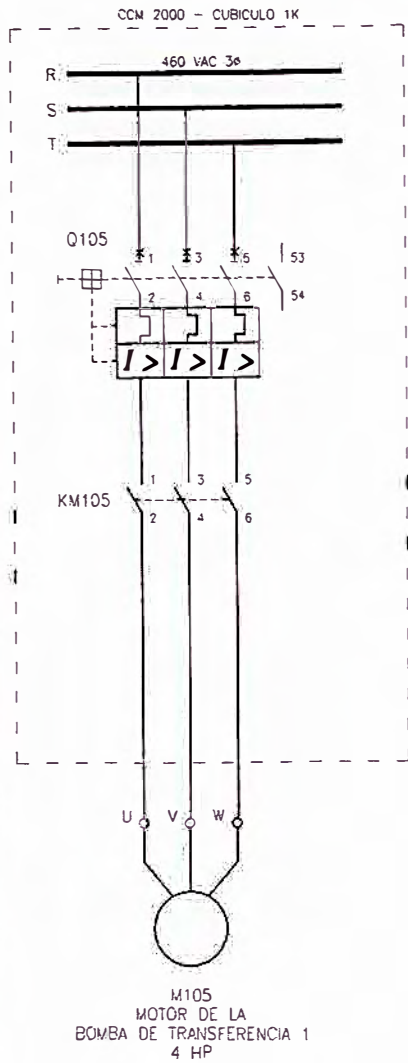 CCM 2000 - CUBICULO 1K
460 VAC 3ø
R
S
T
Q105
1 3 5 53
2 4 6 54
I > I > I >
1 3 5
KM105
2 4 6
U V W
M105
MOTOR DE LA
BOMBA DE TRANSFERENCIA 1
4 HP